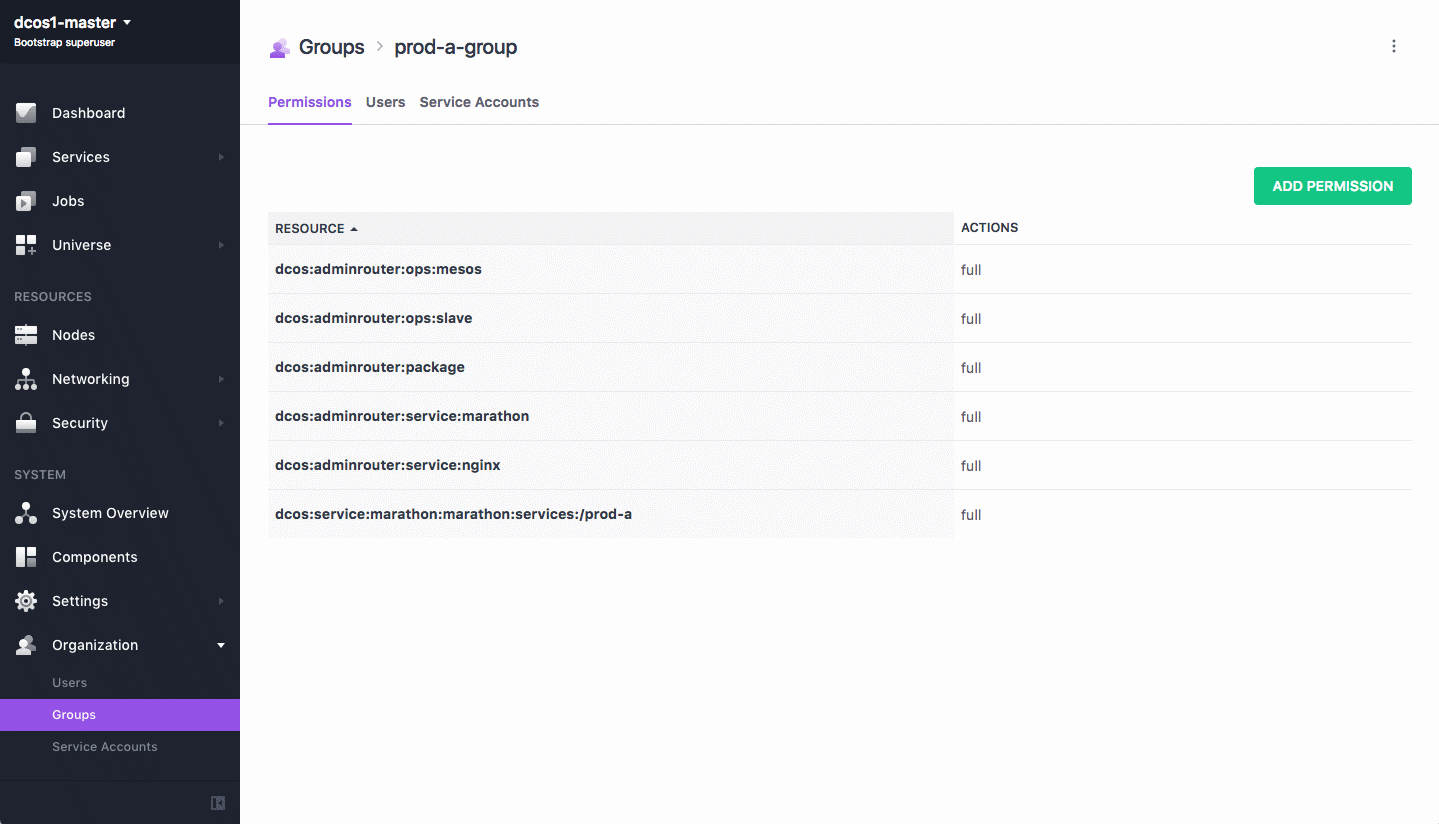 dcos1-master
Bootstrap superuser
Dashboard
Services
Jobs
Universe
RESOURCES
Nodes
Networking
Security
SYSTEM
System Overview
Components
Settings
Organization
Users
Groups
Service Accounts
Groups > prod-a-group
Permissions Users Service Accounts
ADD PERMISSION
RESOURCE ACTIONS
dcos:adminrouter:ops:mesos full
dcos:adminrouter:ops:slave full
dcos:adminrouter:package full
dcos:adminrouter:service:marathon full
dcos:adminrouter:service:nginx full
dcos:service:marathon:marathon:services:/prod-a full